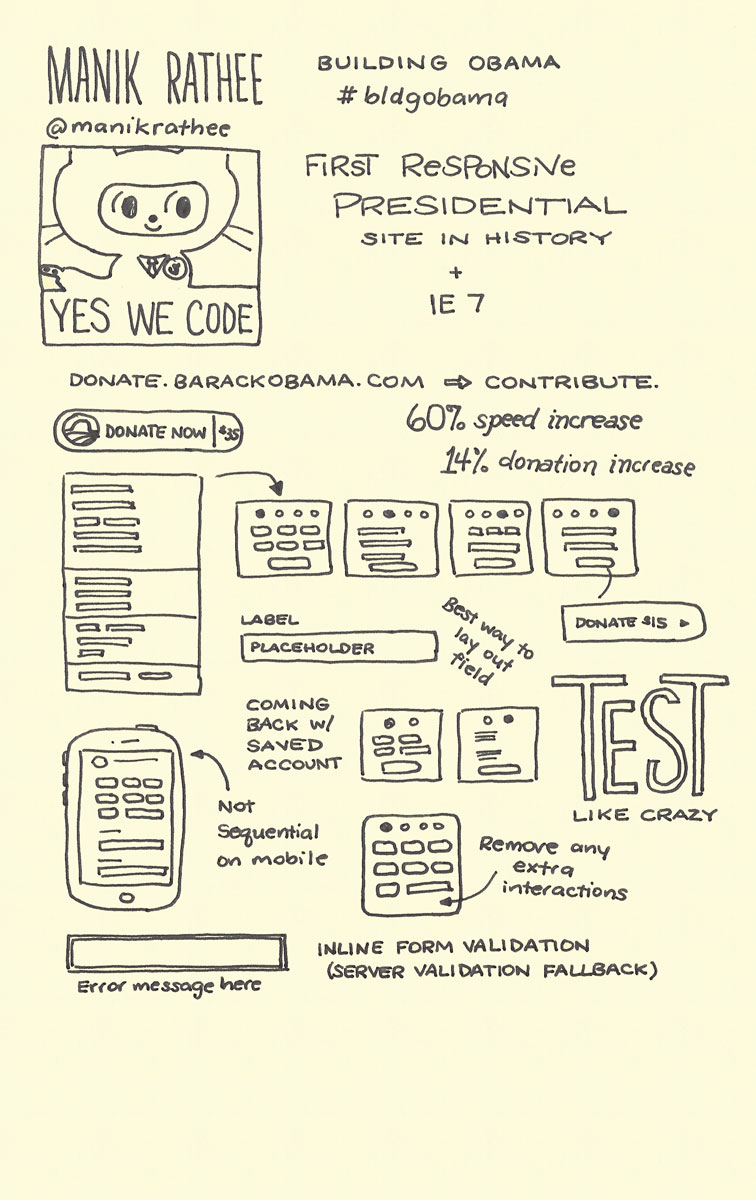 MANIK RATHEE
@manikrathee
BUILDING OBAMA
#bldgobama
YES WE CODE
FIRST RESPONSIVE
PRESIDENTIAL
SITE IN HISTORY
+
IE 7
DONATE.BARACKOBAMA.COM ⇒ CONTRIBUTE.
DONATE NOW $35
60% speed increase
14% donation increase
DONATE $15
LABEL
PLACEHOLDER
Best way to
lay out
field
TEST
LIKE CRAZY
COMING
BACK W/
SAVED
ACCOUNT
Not
Sequential
on mobile
Remove any
extra
interactions
Error message here
INLINE FORM VALIDATION
(SERVER VALIDATION FALLBACK)